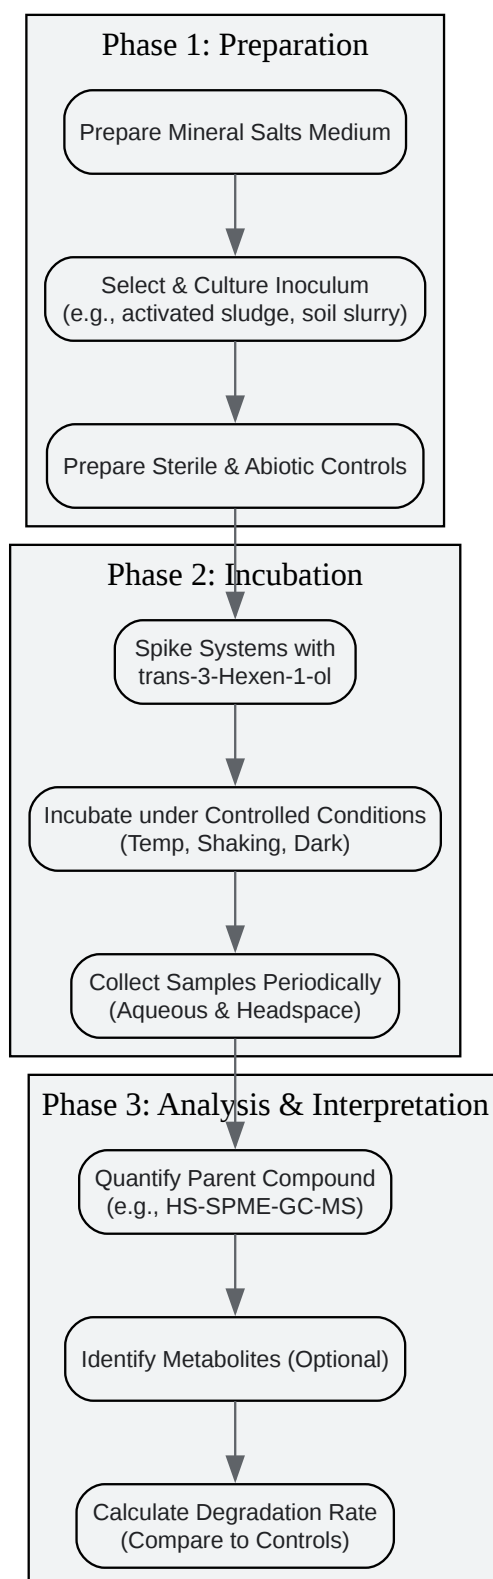 Phase 1: Preparation
Prepare Mineral Salts Medium
Select & Culture Inoculum
(e.g., activated sludge, soil slurry)
Prepare Sterile & Abiotic Controls
Phase 2: Incubation
Spike Systems with
trans-3-Hexen-1-ol
Incubate under Controlled Conditions
(Temp, Shaking, Dark)
Collect Samples Periodically
(Aqueous & Headspace)
Phase 3: Analysis & Interpretation
Quantify Parent Compound
(e.g., HS-SPME-GC-MS)
Identify Metabolites (Optional)
Calculate Degradation Rate
(Compare to Controls)